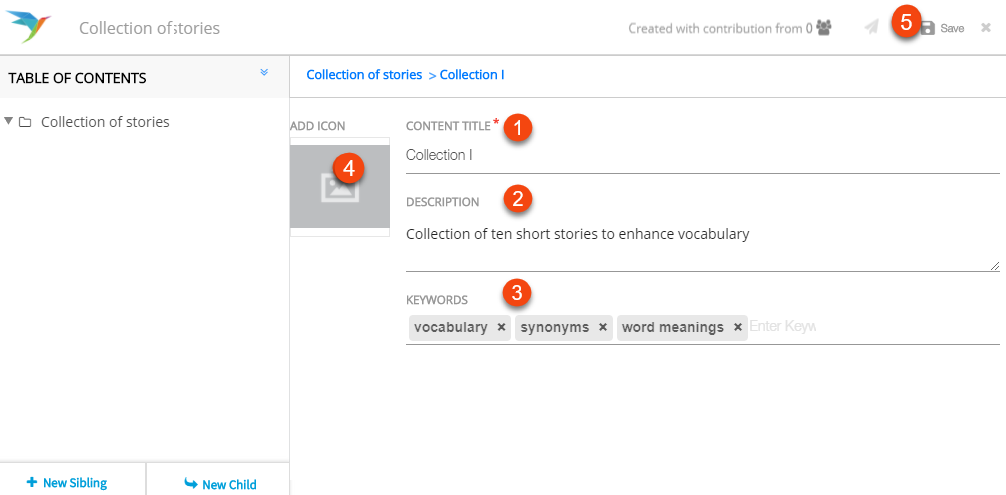 Collection of stories
Created with contribution from 0
5
Save
TABLE OF CONTENTS
Collection of stories > Collection I
Collection of stories
ADD ICON
CONTENT TITLE * 1
Collection I
4
DESCRIPTION 2
Collection of ten short stories to enhance vocabulary
KEYWORDS 3
vocabulary × synonyms × word meanings × Enter Keyw
+ New Sibling
New Child